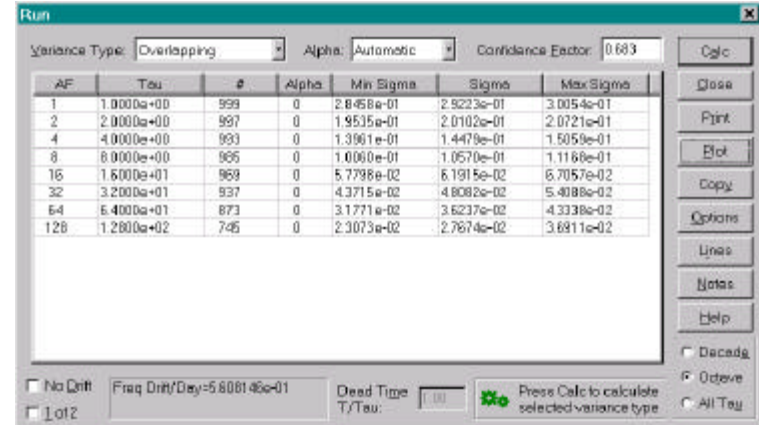 Run
Variance Type: Overlapping Alpha: Automatic Confidence Factor: 0.683 Calc
AF Tau # Alpha Min Sigma Sigma Max Sigma Close
1 1.0000e+00 999 0 2.8458e-01 2.9223e-01 3.0054e-01
2 2.0000e+00 997 0 1.9535e-01 2.0102e-01 2.0721e-01 Print
4 4.0000e+00 993 0 1.3961e-01 1.4479e-01 1.5059e-01
8 8.0000e+00 985 0 1.0060e-01 1.0570e-01 1.1168e-01 Plot
16 1.6000e+01 969 0 5.7798e-02 6.1915e-02 6.7057e-02
32 3.2000e+01 937 0 4.3715e-02 4.8082e-02 5.4088e-02 Copy
64 6.4000e+01 873 0 3.1771e-02 3.6237e-02 4.3338e-02
128 1.2800e+02 745 0 2.3073e-02 2.7674e-02 3.6911e-02 Options
Lines
Notes
Help
Decade
No Drift Freq Drift/Day=5.608146e-01 Dead Time Press Calc to calculate Octave
1 of 2 T/Tau: 1.00 selected variance type All Tau